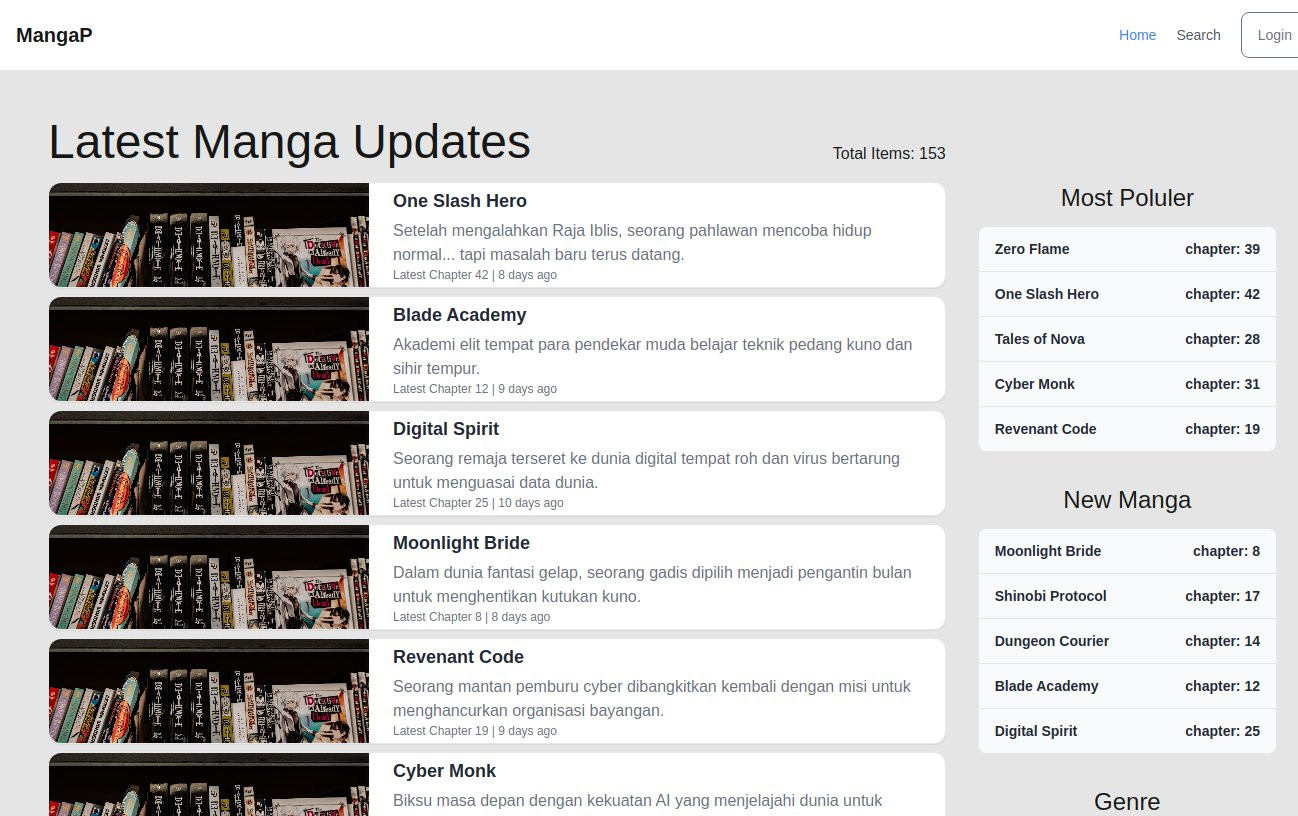 MangaP
Home
Search
Login
Latest Manga Updates
Total Items: 153
One Slash Hero
Setelah mengalahkan Raja Iblis, seorang pahlawan mencoba hidup
normal... tapi masalah baru terus datang.
Latest Chapter 42 | 8 days ago
Blade Academy
Akademi elit tempat para pendekar muda belajar teknik pedang kuno dan
sihir tempur.
Latest Chapter 12 | 9 days ago
Digital Spirit
Seorang remaja terseret ke dunia digital tempat roh dan virus bertarung
untuk menguasai data dunia.
Latest Chapter 25 | 10 days ago
Moonlight Bride
Dalam dunia fantasi gelap, seorang gadis dipilih menjadi pengantin bulan
untuk menghentikan kutukan kuno.
Latest Chapter 8 | 8 days ago
Revenant Code
Seorang mantan pemburu cyber dibangkitkan kembali dengan misi untuk
menghancurkan organisasi bayangan.
Latest Chapter 19 | 9 days ago
Cyber Monk
Biksu masa depan dengan kekuatan AI yang menjelajahi dunia untuk
Most Poluler
Zero Flame chapter: 39
One Slash Hero chapter: 42
Tales of Nova chapter: 28
Cyber Monk chapter: 31
Revenant Code chapter: 19
New Manga
Moonlight Bride chapter: 8
Shinobi Protocol chapter: 17
Dungeon Courier chapter: 14
Blade Academy chapter: 12
Digital Spirit chapter: 25
Genre